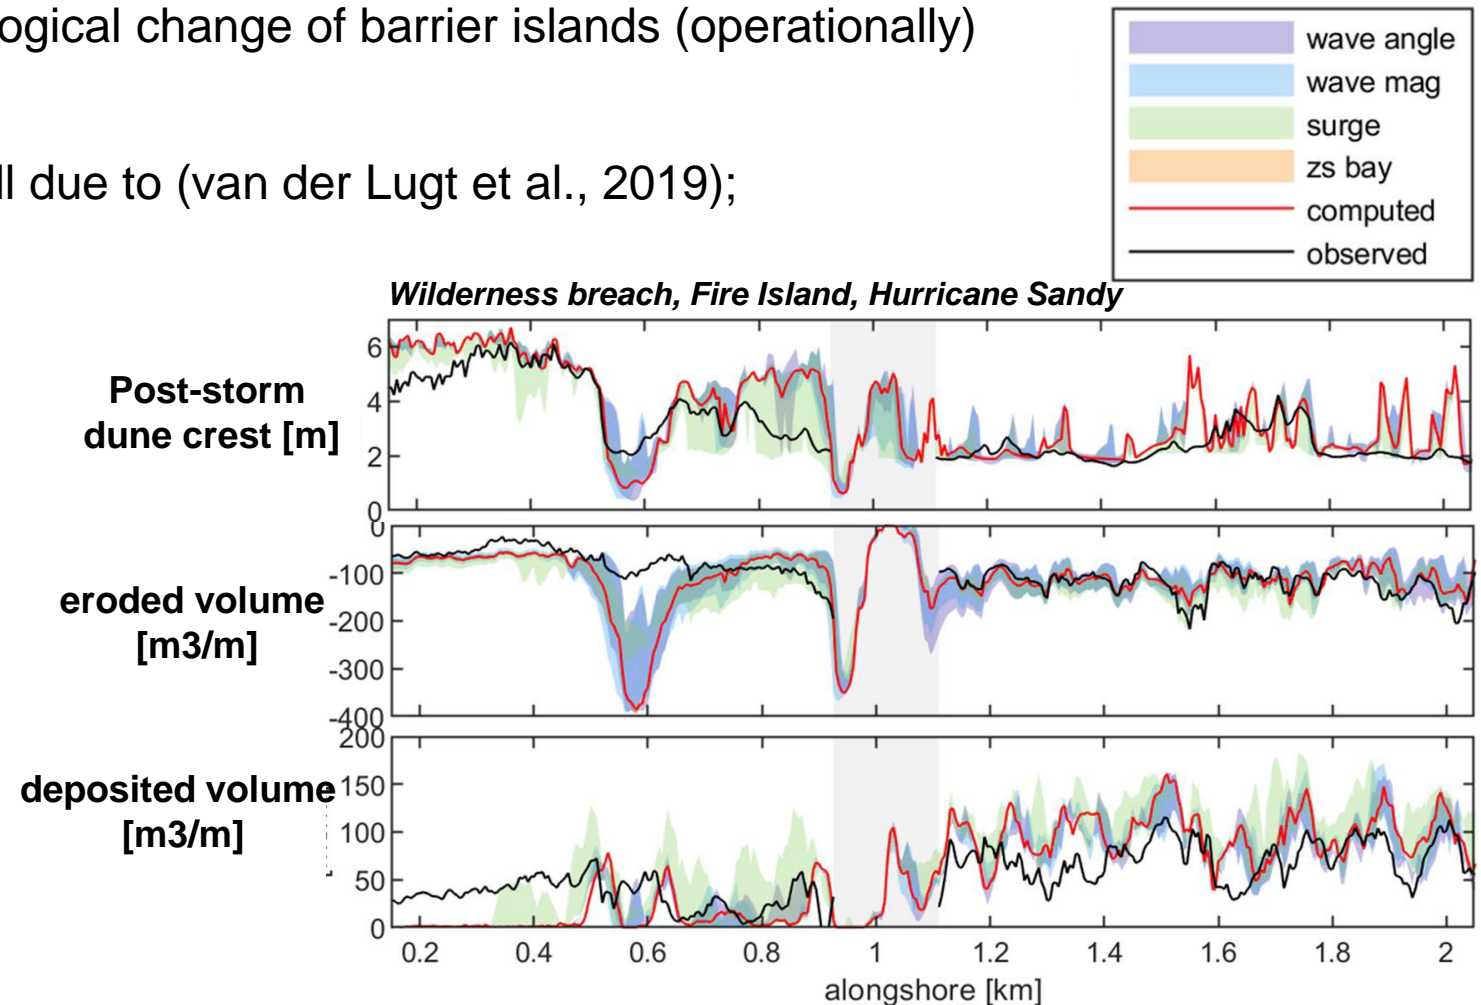 ogical change of barrier islands (operationally)
ll due to (van der Lugt et al., 2019);
wave angle
wave mag
surge
zs bay
computed
observed
Wilderness breach, Fire Island, Hurricane Sandy
Post-storm
dune crest [m]
6
4
2
0
eroded volume
[m3/m]
0
-100
-200
-300
-400
deposited volume
[m3/m]
200
150
100
50
0
0.2 0.4 0.6 0.8 1 1.2 1.4 1.6 1.8 2
alongshore [km]